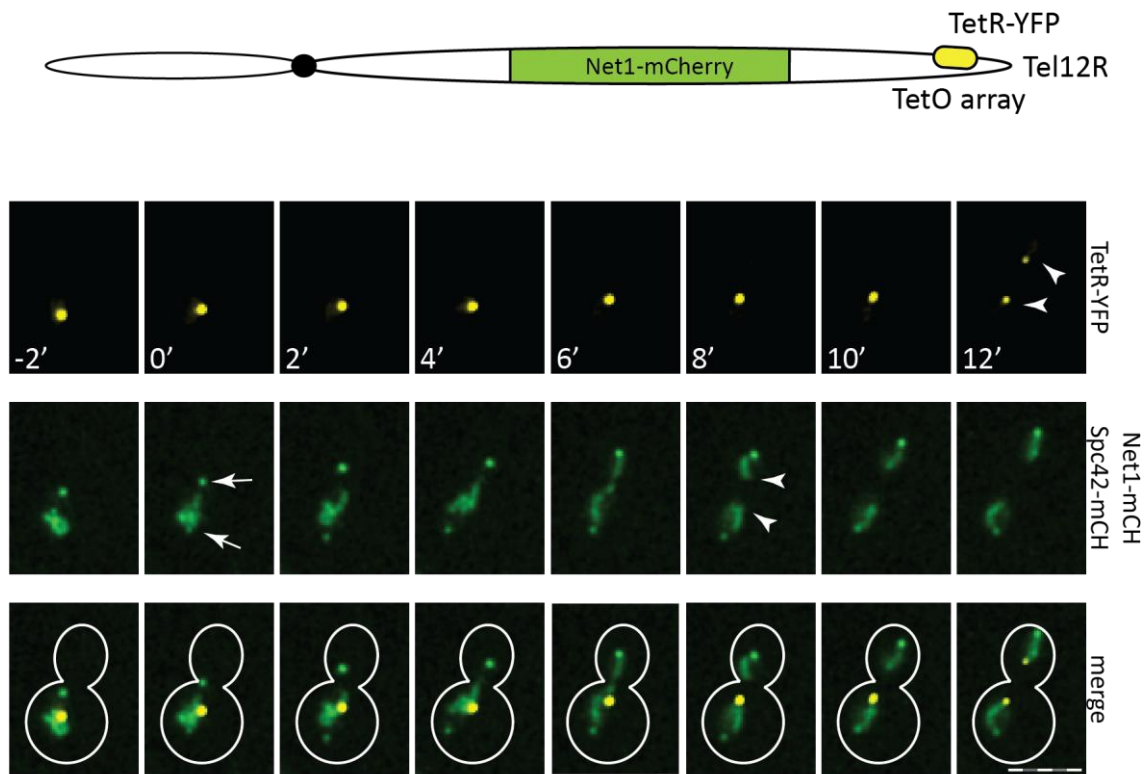 TetR-YFP
Net1-mCherry
Tel12R
TetO array
-2’
0’
2’
4’
6’
8’
10’
12’
TetR-YFP
Net1-mCH
Spc42-mCH
merge